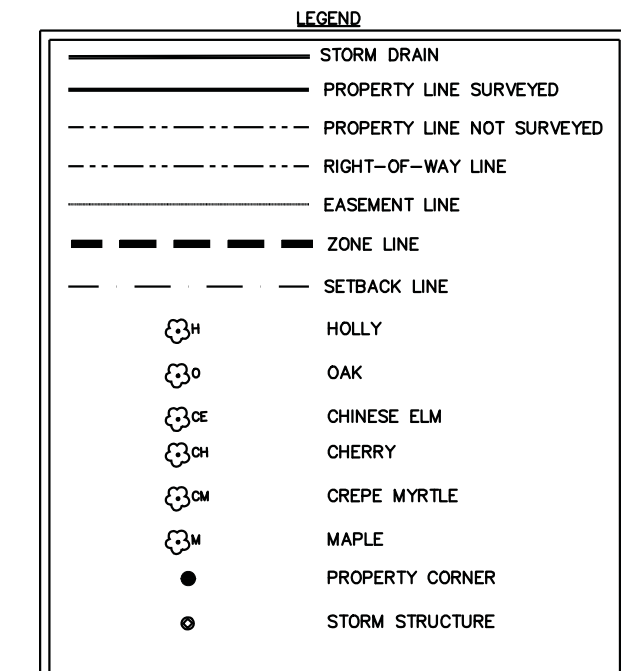 LEGEND
STORM DRAIN
PROPERTY LINE SURVEYED
PROPERTY LINE NOT SURVEYED
RIGHT-OF-WAY LINE
EASEMENT LINE
ZONE LINE
SETBACK LINE
H HOLLY
O OAK
CE CHINESE ELM
CH CHERRY
CM CREPE MYRTLE
M MAPLE
PROPERTY CORNER
STORM STRUCTURE